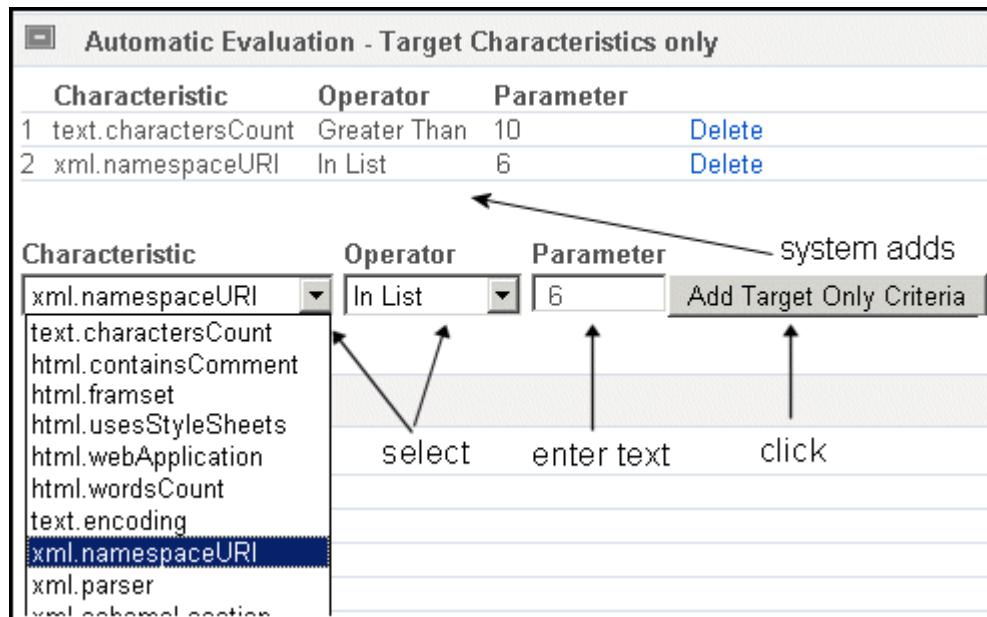 Automatic Evaluation - Target Characteristics only
Characteristic Operator Parameter
1 text.charactersCount Greater Than 10 Delete
2 xml.namespaceURI In List 6 Delete
system adds
Characteristic Operator Parameter
xml.namespaceURI In List 6 Add Target Only Criteria
text.charactersCount
html.containsComment
html.framset
html.usesStyleSheets
html.webApplication
html.wordsCount
text.encoding
xml.namespaceURI
xml.parser
select enter text click